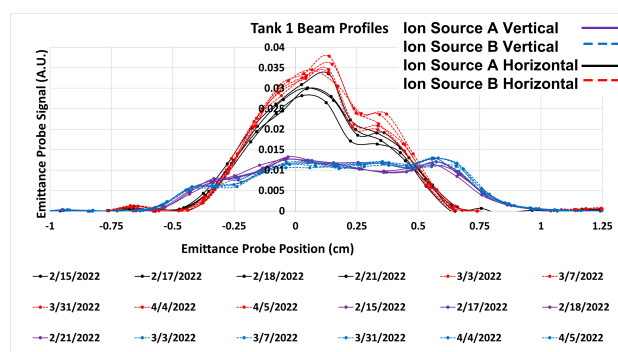 Tank 1 Beam Profiles
Ion Source A Vertical
Ion Source B Vertical
Ion Source A Horizontal
Ion Source B Horizontal
Emittance Probe Signal (A.U.)
0.04
0.035
0.03
0.025
0.02
0.015
0.01
0.005
0
-1 -0.75 -0.5 -0.25 0 0.25 0.5 0.75 1 1.25
Emittance Probe Position (cm)
2/15/2022 2/17/2022 2/18/2022 2/21/2022 3/3/2022 3/7/2022
3/31/2022 4/4/2022 4/5/2022 2/15/2022 2/17/2022 2/18/2022
2/21/2022 3/3/2022 3/7/2022 3/31/2022 4/4/2022 4/5/2022